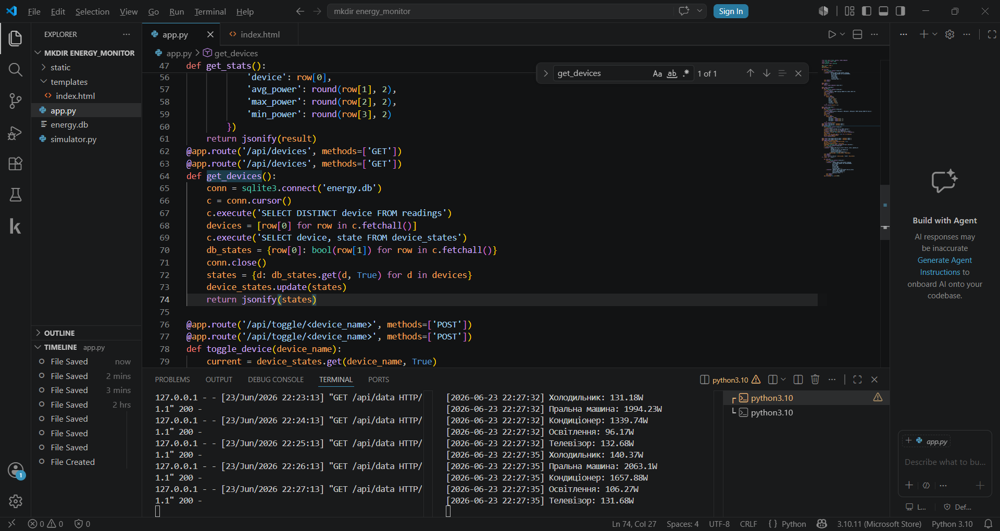 File Edit Selection View Go Run Terminal Help
mkdir energy_monitor
Sign In
EXPLORER
MKDIR ENERGY_MONITOR
static
templates
index.html
app.py
energy.db
simulator.py
OUTLINE
TIMELINE app.py
File Saved now
File Saved 2 mins
File Saved 3 mins
File Saved 2 hrs
File Saved
File Saved
File Saved
File Created
1
app.py
index.html
app.py > get_devices
get_devices
Aa ab .* 1 of 1
47 def get_stats():
56 'device': row[0],
57 'avg_power': round(row[1], 2),
58 'max_power': round(row[2], 2),
59 'min_power': round(row[3], 2)
60 })
61 return jsonify(result)
62 @app.route('/api/devices', methods=['GET'])
63 @app.route('/api/devices', methods=['GET'])
64 def get_devices():
65 conn = sqlite3.connect('energy.db')
66 c = conn.cursor()
67 c.execute('SELECT DISTINCT device FROM readings')
68 devices = [row[0] for row in c.fetchall()]
69 c.execute('SELECT device, state FROM device_states')
70 db_states = {row[0]: bool(row[1]) for row in c.fetchall()}
71 conn.close()
72 states = {d: db_states.get(d, True) for d in devices}
73 device_states.update(states)
74 return jsonify(states)
75
76 @app.route('/api/toggle/<device_name>', methods=['POST'])
77 @app.route('/api/toggle/<device_name>', methods=['POST'])
78 def toggle_device(device_name):
79 current = device_states.get(device_name, True)
PROBLEMS OUTPUT DEBUG CONSOLE TERMINAL PORTS
python3.10
127.0.0.1 - - [23/Jun/2026 22:23:13] "GET /api/data HTTP/
1.1" 200 -
127.0.0.1 - - [23/Jun/2026 22:24:13] "GET /api/data HTTP/
1.1" 200 -
127.0.0.1 - - [23/Jun/2026 22:25:13] "GET /api/data HTTP/
1.1" 200 -
127.0.0.1 - - [23/Jun/2026 22:26:13] "GET /api/data HTTP/
1.1" 200 -
127.0.0.1 - - [23/Jun/2026 22:27:13] "GET /api/data HTTP/
1.1" 200 -
[2026-06-23 22:27:32] Холодильник: 131.18W
[2026-06-23 22:27:32] Пральна машина: 1994.23W
[2026-06-23 22:27:32] Кондиціонер: 1339.74W
[2026-06-23 22:27:32] Освітлення: 96.17W
[2026-06-23 22:27:32] Телевізор: 132.68W
[2026-06-23 22:27:35] Холодильник: 140.37W
[2026-06-23 22:27:35] Пральна машина: 2063.1W
[2026-06-23 22:27:35] Кондиціонер: 1657.88W
[2026-06-23 22:27:35] Освітлення: 106.27W
[2026-06-23 22:27:35] Телевізор: 131.68W
python3.10
python3.10
Build with Agent
AI responses may
be inaccurate
Generate Agent
Instructions to
onboard AI onto your
codebase.
app.py
Describe what to bu...
L... Def...
0 0 0
Ln 74, Col 27 Spaces: 4 UTF-8 CRLF { } Python 3.10.11 (Microsoft Store) Python 3.10